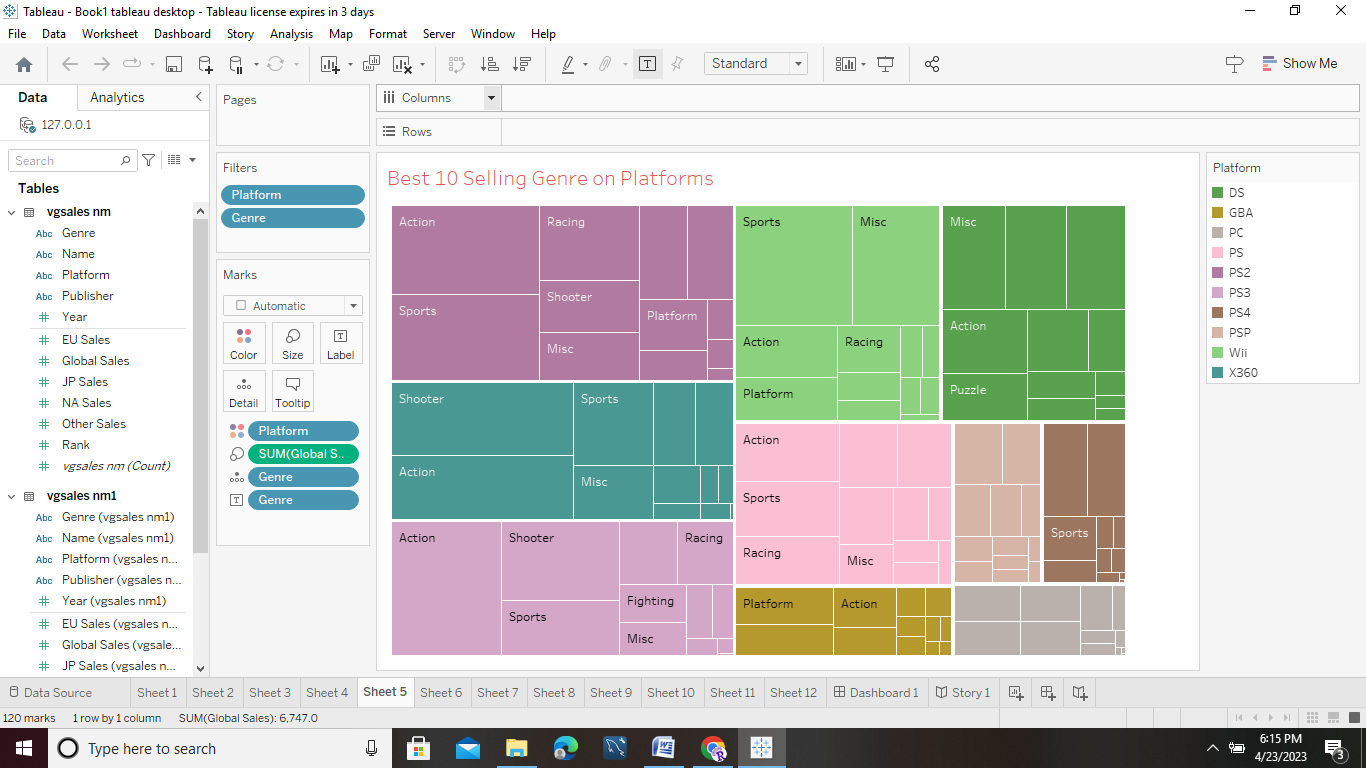 Tableau - Book1 tableau desktop - Tableau license expires in 3 days
File Data Worksheet Dashboard Story Analysis Map Format Server Window Help
Standard
Show Me
Data Analytics
127.0.0.1
Search
Tables
vgsales nm
Abc Genre
Abc Name
Abc Platform
Abc Publisher
# Year
# EU Sales
# Global Sales
# JP Sales
# NA Sales
# Other Sales
# Rank
# vgsales nm (Count)
vgsales nm1
Abc Genre (vgsales nm1)
Abc Name (vgsales nm1)
Abc Platform (vgsales n...
Abc Publisher (vgsales n...
# Year (vgsales nm1)
# EU Sales (vgsales n...
# Global Sales (vgsale...
# JP Sales (vgsales n...
Pages
Filters
Platform
Genre
Marks
Automatic
Color Size Label
Detail Tooltip
Platform
SUM(Global S..
Genre
Genre
Columns
Rows
Best 10 Selling Genre on Platforms
Action
Racing
Sports
Shooter
Platform
Misc
Shooter
Sports
Action
Misc
Action
Shooter
Racing
Sports
Fighting
Misc
Sports
Misc
Action
Racing
Platform
Misc
Action
Puzzle
Action
Sports
Racing
Misc
Sports
Platform
Action
Platform
DS
GBA
PC
PS
PS2
PS3
PS4
PSP
Wii
X360
Data Source Sheet 1 Sheet 2 Sheet 3 Sheet 4 Sheet 5 Sheet 6 Sheet 7 Sheet 8 Sheet 9 Sheet 10 Sheet 11 Sheet 12 Dashboard 1 Story 1
120 marks 1 row by 1 column SUM(Global Sales): 6,747.0
Type here to search
6:15 PM
4/23/2023
3